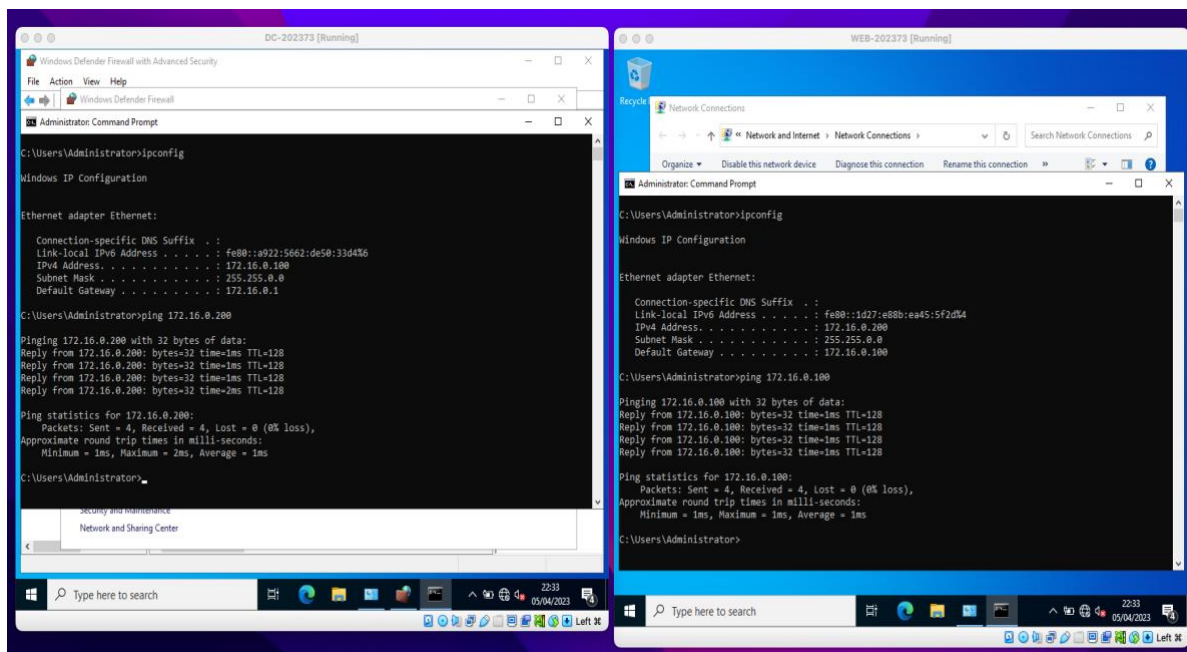 DC-202373 [Running]
Windows Defender Firewall with Advanced Security
File Action View Help
Windows Defender Firewall
Administrator: Command Prompt
C:\Users\Administrator>ipconfig
Windows IP Configuration
Ethernet adapter Ethernet:
Connection-specific DNS Suffix . :
Link-local IPv6 Address . . . . . : fe80::a922:5662:de50:33d4%6
IPv4 Address. . . . . . . . . . . : 172.16.0.100
Subnet Mask . . . . . . . . . . . : 255.255.0.0
Default Gateway . . . . . . . . . : 172.16.0.1
C:\Users\Administrator>ping 172.16.0.200
Pinging 172.16.0.200 with 32 bytes of data:
Reply from 172.16.0.200: bytes=32 time=1ms TTL=128
Reply from 172.16.0.200: bytes=32 time=1ms TTL=128
Reply from 172.16.0.200: bytes=32 time=1ms TTL=128
Reply from 172.16.0.200: bytes=32 time=2ms TTL=128
Ping statistics for 172.16.0.200:
Packets: Sent = 4, Received = 4, Lost = 0 (0% loss),
Approximate round trip times in milli-seconds:
Minimum = 1ms, Maximum = 2ms, Average = 1ms
C:\Users\Administrator>
Security and Maintenance
Network and Sharing Center
Type here to search
22:33
05/04/2023
4
Left ⌘
WEB-202373 [Running]
Recycle
Network Connections
« Network and Internet > Network Connections >
Search Network Connections
Organize Disable this network device Diagnose this connection Rename this connection »
Administrator: Command Prompt
C:\Users\Administrator>ipconfig
Windows IP Configuration
Ethernet adapter Ethernet:
Connection-specific DNS Suffix . :
Link-local IPv6 Address . . . . . : fe80::1d27:e88b:ea45:5f2d%4
IPv4 Address. . . . . . . . . . . : 172.16.0.200
Subnet Mask . . . . . . . . . . . : 255.255.0.0
Default Gateway . . . . . . . . . : 172.16.0.100
C:\Users\Administrator>ping 172.16.0.100
Pinging 172.16.0.100 with 32 bytes of data:
Reply from 172.16.0.100: bytes=32 time=1ms TTL=128
Reply from 172.16.0.100: bytes=32 time=1ms TTL=128
Reply from 172.16.0.100: bytes=32 time=1ms TTL=128
Reply from 172.16.0.100: bytes=32 time=1ms TTL=128
Ping statistics for 172.16.0.100:
Packets: Sent = 4, Received = 4, Lost = 0 (0% loss),
Approximate round trip times in milli-seconds:
Minimum = 1ms, Maximum = 1ms, Average = 1ms
C:\Users\Administrator>
Type here to search
22:33
05/04/2023
4
Left ⌘